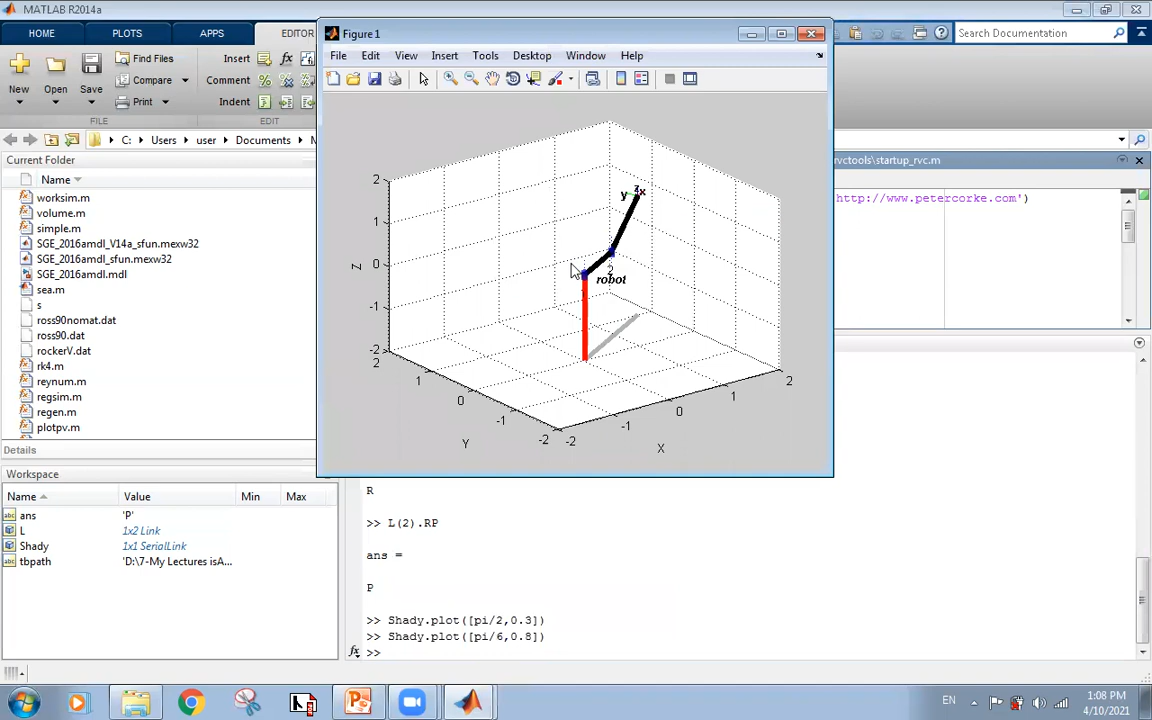 MATLAB R2014a
HOME
PLOTS
APPS
EDITOR
Search Documentation
New
Open
Save
Find Files
Compare
Print
Insert
Comment
Indent
fx
FILE
EDIT
C:
Users
user
Documents
Current Folder
Name
worksim.m
volume.m
simple.m
SGE_2016amdl_V14a_sfun.mexw32
SGE_2016amdl_sfun.mexw32
SGE_2016amdl.mdl
sea.m
s
ross90nomat.dat
ross90.dat
rockerV.dat
rk4.m
reynum.m
regsim.m
regen.m
plotpv.m
Details
Workspace
Name
Value
Min
Max
ans
'P'
L
1x2 Link
Shady
1x1 SerialLink
tbpath
'D:\7-My Lectures isA...
Figure 1
File
Edit
View
Insert
Tools
Desktop
Window
Help
2
1
0
-1
-2
Z
2
1
0
-1
-2
Y
-2
-1
0
1
2
X
y
z
x
2
robot
rvctools\startup_rvc.m
http://www.petercorke.com')
R
>> L(2).RP
ans =
P
>> Shady.plot([pi/2,0.3])
>> Shady.plot([pi/6,0.8])
fx >>
EN
1:08 PM
4/10/2021